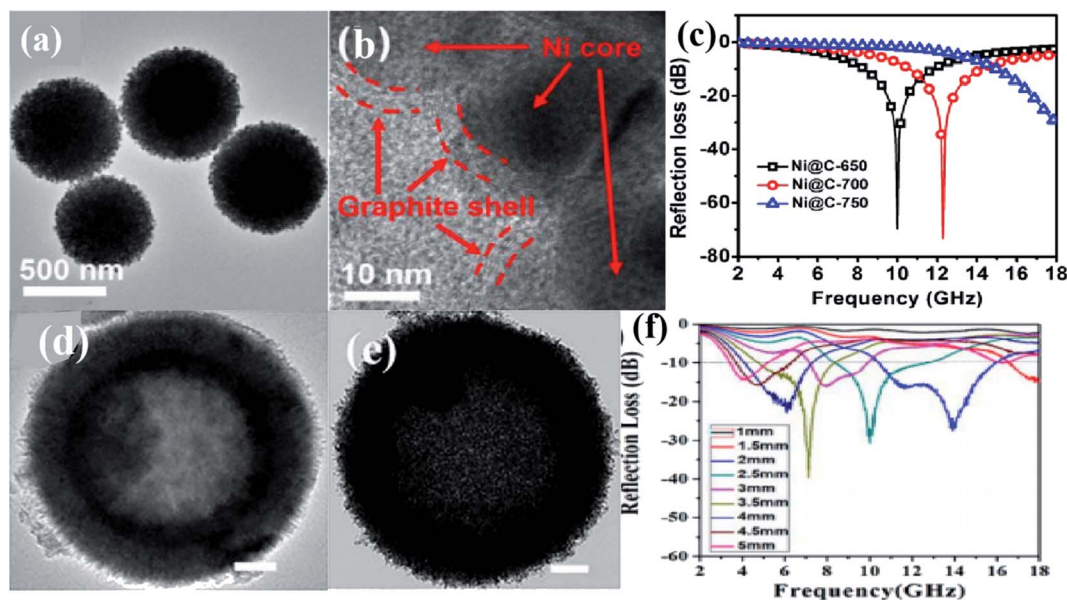 (a)
500 nm
(b)
Ni core
Graphite shell
10 nm
(c)
Reflection loss (dB)
0
-20
-40
-60
-80
Ni@C-650
Ni@C-700
Ni@C-750
2 4 6 8 10 12 14 16 18
Frequency (GHz)
(d)
(e)
(f)
Reflection Loss (dB)
0
-10
-20
-30
-40
-50
-60
1mm
1.5mm
2mm
2.5mm
3mm
3.5mm
4mm
4.5mm
5mm
2 4 6 8 10 12 14 16 18
Frequency(GHz)